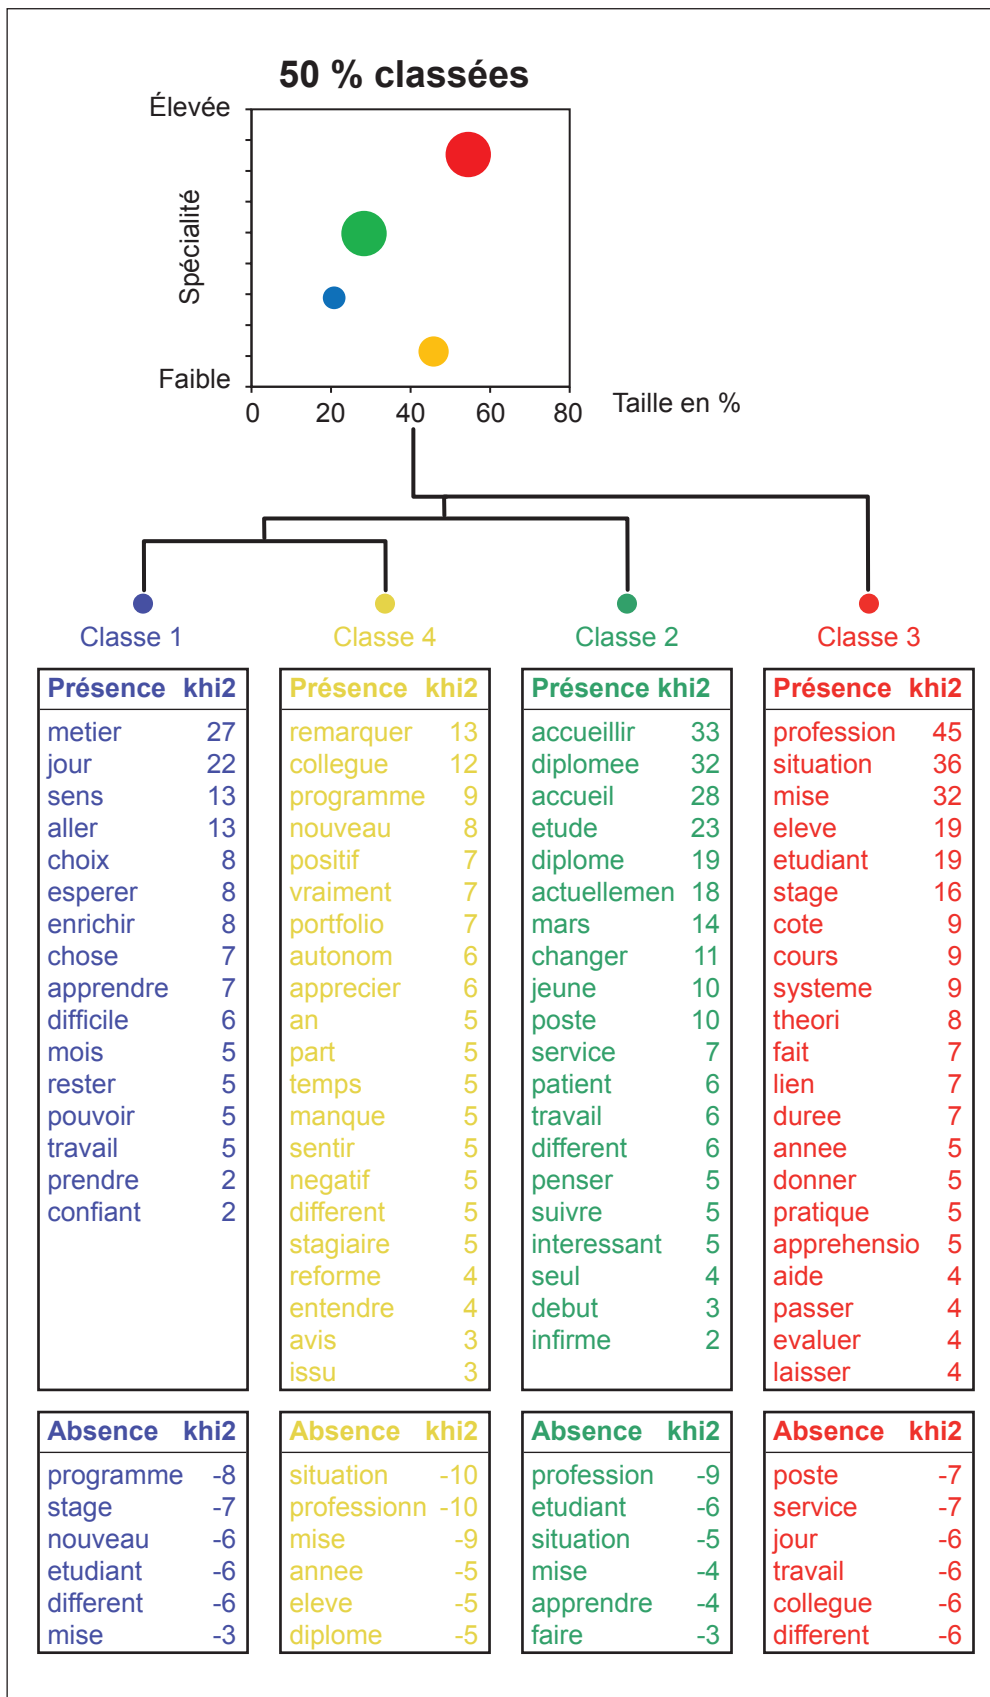 50 % classées
Élevée
Spécialité
Faible
0 20 40 60 80
Taille en %
Classe 1
Présence khi2
metier 27
jour 22
sens 13
aller 13
choix 8
esperer 8
enrichir 8
chose 7
apprendre 7
difficile 6
mois 5
rester 5
pouvoir 5
travail 5
prendre 2
confiant 2
Absence khi2
programme -8
stage -7
nouveau -6
etudiant -6
different -6
mise -3
Classe 4
Présence khi2
remarquer 13
collegue 12
programme 9
nouveau 8
positif 7
vraiment 7
portfolio 7
autonom 6
apprecier 6
an 5
part 5
temps 5
manque 5
sentir 5
negatif 5
different 5
stagiaire 5
reforme 4
entendre 4
avis 3
issu 3
Absence khi2
situation -10
professionn -10
mise -9
annee -5
eleve -5
diplome -5
Classe 2
Présence khi2
accueillir 33
diplomee 32
accueil 28
etude 23
diplome 19
actuellemen 18
mars 14
changer 11
jeune 10
poste 10
service 7
patient 6
travail 6
different 6
penser 5
suivre 5
interessant 5
seul 4
debut 3
infirme 2
Absence khi2
profession -9
etudiant -6
situation -5
mise -4
apprendre -4
faire -3
Classe 3
Présence khi2
profession 45
situation 36
mise 32
eleve 19
etudiant 19
stage 16
cote 9
cours 9
systeme 9
theori 8
fait 7
lien 7
duree 7
annee 5
donner 5
pratique 5
apprehensio 5
aide 4
passer 4
evaluer 4
laisser 4
Absence khi2
poste -7
service -7
jour -6
travail -6
collegue -6
different -6